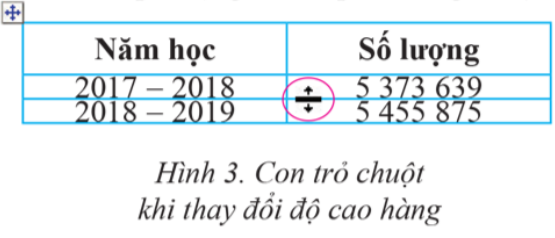 Năm học Số lượng
2017 – 2018 5 373 639
2018 – 2019 5 455 875
Hình 3. Con trỏ chuột
khi thay đổi độ cao hàng